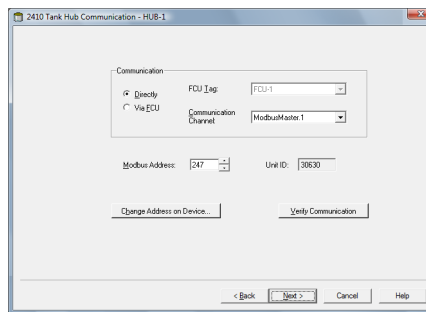 2410 Tank Hub Communication - HUB-1
Communication
Directly
FCU Tag:
FCU-1
Via FCU
Communication
Channel
ModbusMaster.1
Modbus Address:
247
Unit ID:
30630
Change Address on Device...
Verify Communication
< Back
Next >
Cancel
Help